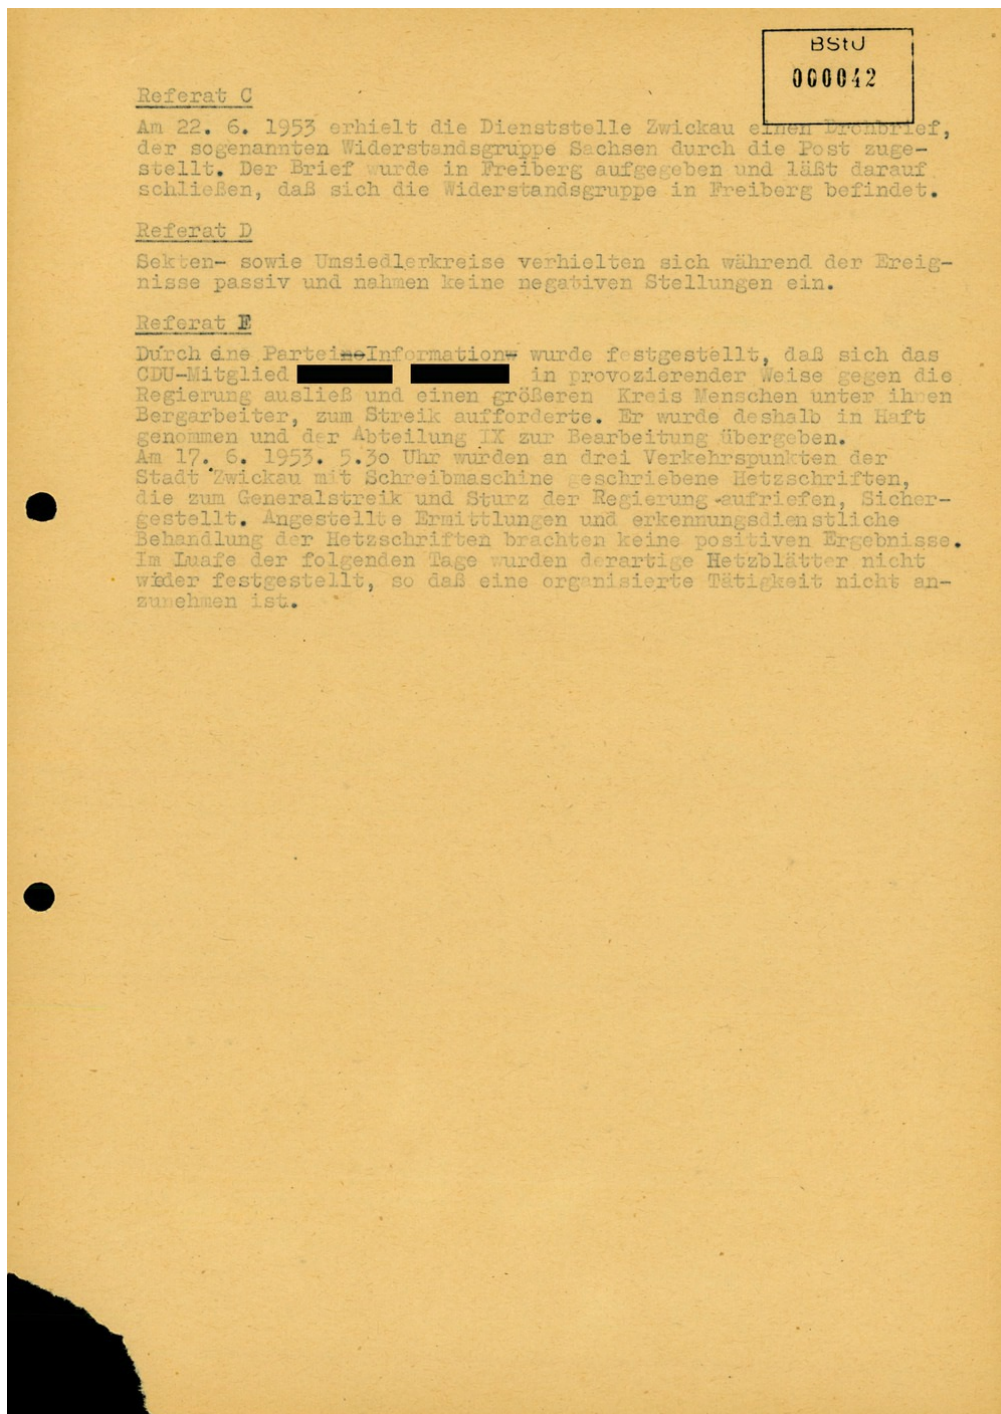 BStU
000042
Referat C
Am 22. 6. 1953 erhielt die Dienststelle Zwickau einen Drohbrief,
der sogenannten Widerstandsgruppe Sachsen durch die Post zuge-
stellt. Der Brief wurde in Freiberg aufgegeben und läßt darauf
schließen, daß sich die Widerstandsgruppe in Freiberg befindet.
Referat D
Sekten- sowie Umsiedlerkreise verhielten sich während der Ereig-
nisse passiv und nahmen keine negativen Stellungen ein.
Referat E
Durch eine Parteine Information wurde festgestellt, daß sich das
CDU-Mitglied in provozierender Weise gegen die
Regierung ausließ und einen größeren Kreis Menschen unter ihnen
Bergarbeiter, zum Streik aufforderte. Er wurde deshalb in Haft
genommen und der Abteilung IX zur Bearbeitung übergeben.
Am 17. 6. 1953. 5.3o Uhr wurden an drei Verkehrspunkten der
Stadt Zwickau mit Schreibmaschine geschriebene Hetzschriften,
die zum Generalstreik und Sturz der Regierung aufriefen, Sicher-
gestellt. Angestellte Ermittlungen und erkennungsdienstliche
Behandlung der Hetzschriften brachten keine positiven Ergebnisse.
Im Luafe der folgenden Tage wurden derartige Hetzblätter nicht
wieder festgestellt, so daß eine organisierte Tätigkeit nicht an-
zunehmen ist.